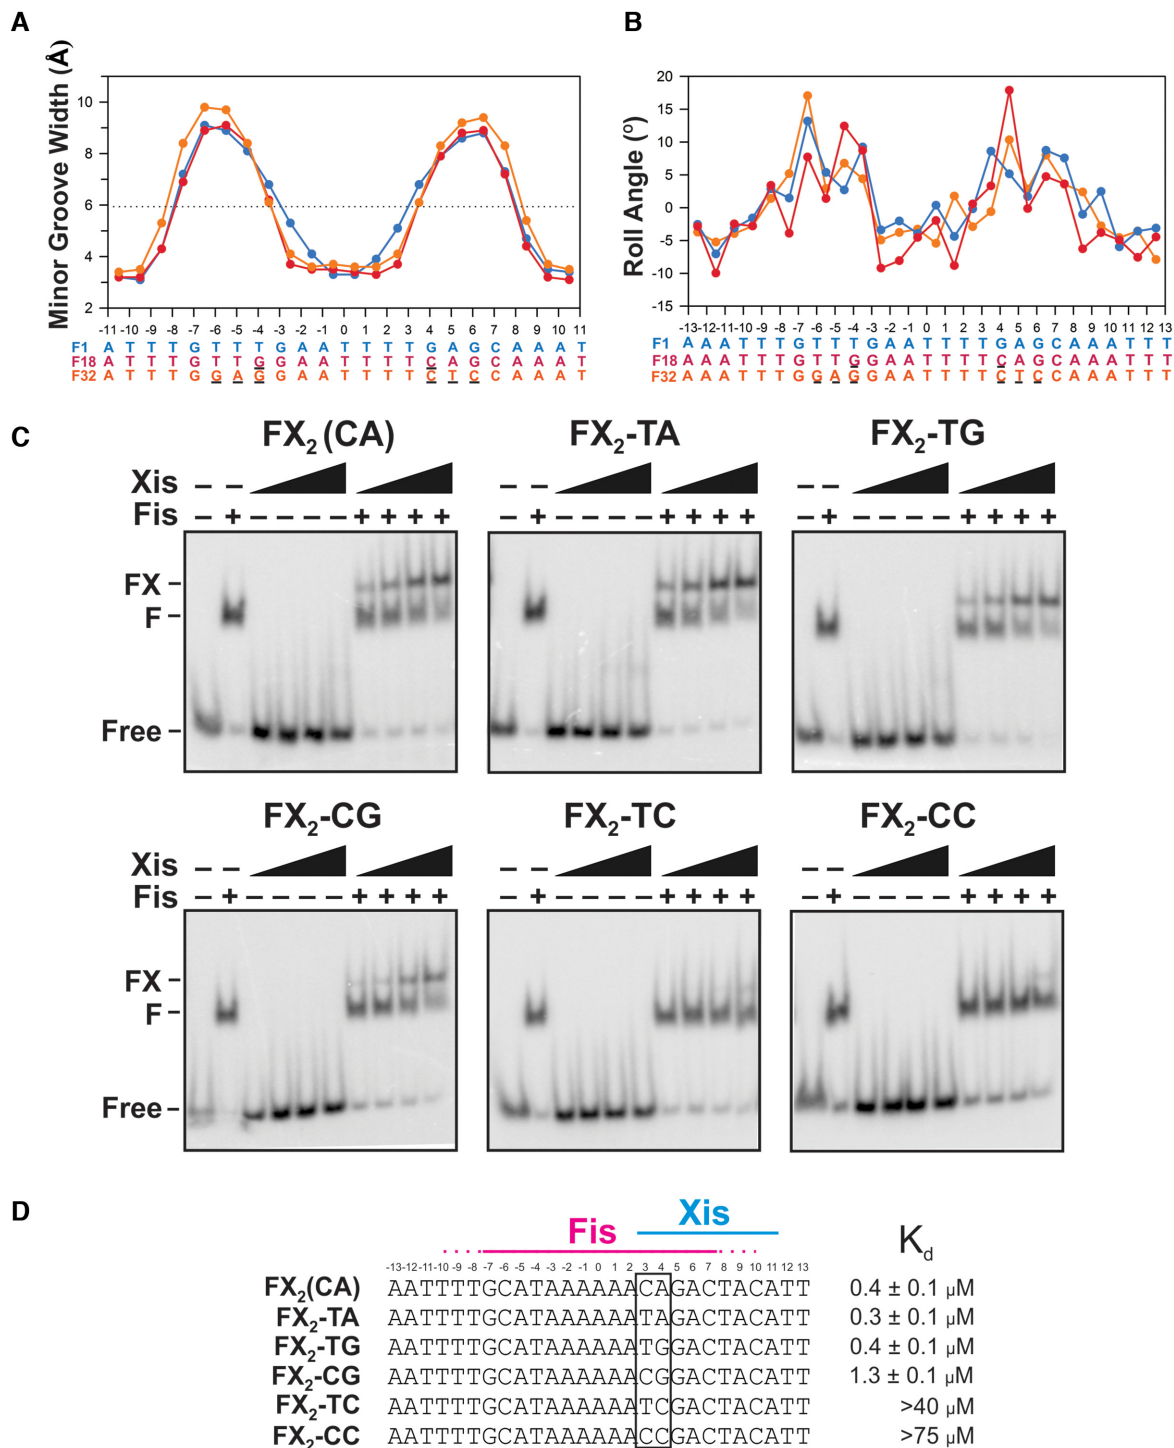 A
B
Minor Groove Width (Å)
10
8
6
4
2
-11 -10 -9 -8 -7 -6 -5 -4 -3 -2 -1 0 1 2 3 4 5 6 7 8 9 10 11
F1 A T T T G T T T G A A T T T T G A G C A A A T
F18 A T T T G T T G G A A T T T T C A G C A A A T
F32 A T T T G G A G G A A T T T T C T C C A A A T
Roll Angle (º)
20
15
10
5
0
-5
-10
-15
-13 -12 -11 -10 -9 -8 -7 -6 -5 -4 -3 -2 -1 0 1 2 3 4 5 6 7 8 9 10 11 12 13
F1 A A A T T T G T T T G A A T T T T G A G C A A A T T T
F18 A A A T T T G T T G G A A T T T T C A G C A A A T T T
F32 A A A T T T G G A G G A A T T T T C T C C A A A T T T
C
FX2 (CA) FX2-TA FX2-TG
Xis – – – – – –
Fis – + – – – – + + + + – + – – – – + + + + – + – – – – + + + +
FX
F
Free
FX2-CG FX2-TC FX2-CC
Xis – – – – – –
Fis – + – – – – + + + + – + – – – – + + + + – + – – – – + + + +
FX
F
Free
D
Fis Xis Kd
-13 -12 -11 -10 -9 -8 -7 -6 -5 -4 -3 -2 -1 0 1 2 3 4 5 6 7 8 9 10 11 12 13
FX2(CA) AATTTTGCATAAAAAACAGACTACATT 0.4 ± 0.1 µM
FX2-TA AATTTTGCATAAAAAATAGACTACATT 0.3 ± 0.1 µM
FX2-TG AATTTTGCATAAAAAATGGACTACATT 0.4 ± 0.1 µM
FX2-CG AATTTTGCATAAAAAACGGACTACATT 1.3 ± 0.1 µM
FX2-TC AATTTTGCATAAAAAATCGACTACATT >40 µM
FX2-CC AATTTTGCATAAAAAACCGACTACATT >75 µM